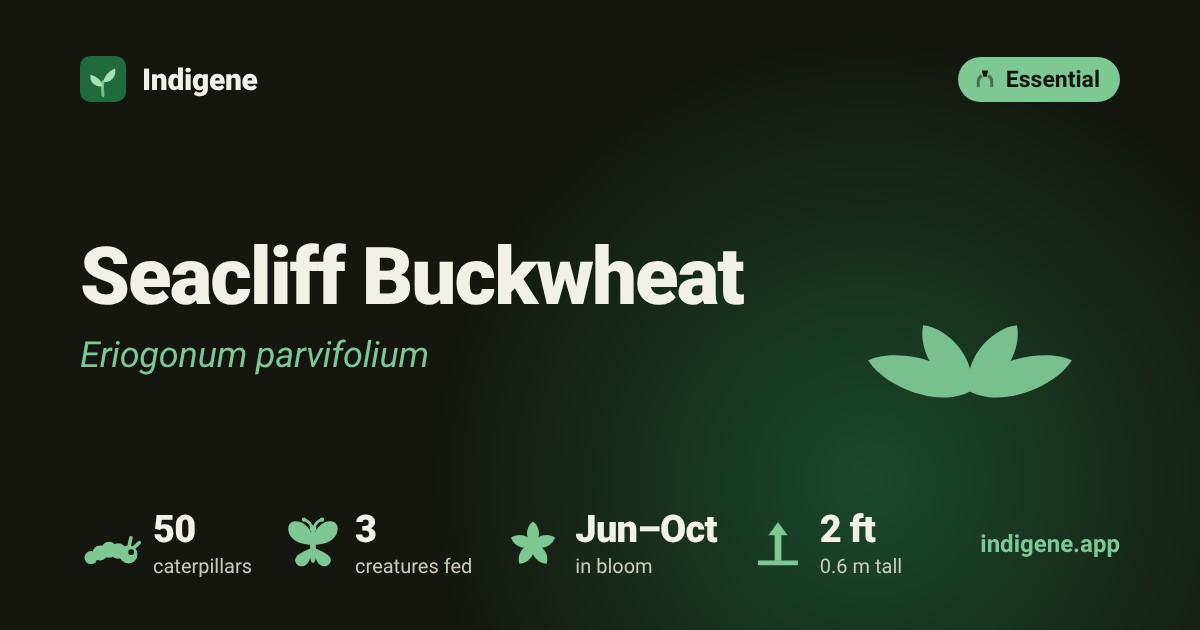 Indigene
Essential
Seacliff Buckwheat
Eriogonum parvifolium
50
caterpillars
3
creatures fed
Jun–Oct
in bloom
2 ft
0.6 m tall
indigene.app